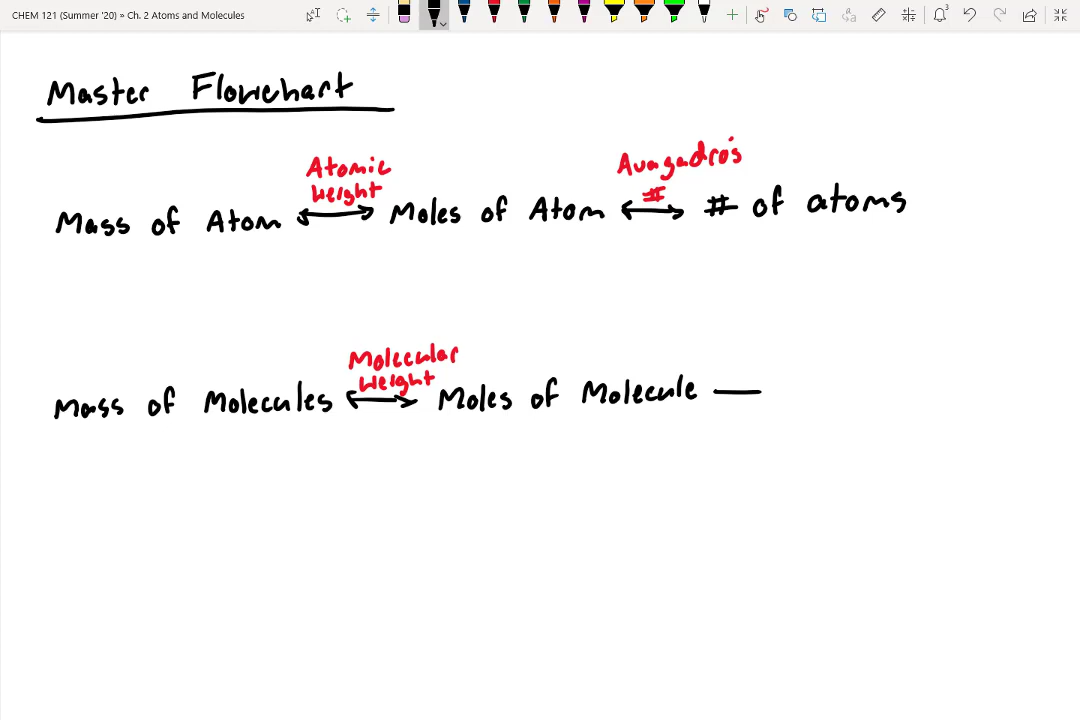 CHEM 121 (Summer '20) » Ch. 2 Atoms and Molecules
Master Flowchart
Atomic Weight
Avagadro's #
Mass of Atom ⟷ Moles of Atom ⟷ # of atoms
Molecular Weight
Mass of Molecules ⟷ Moles of Molecule —